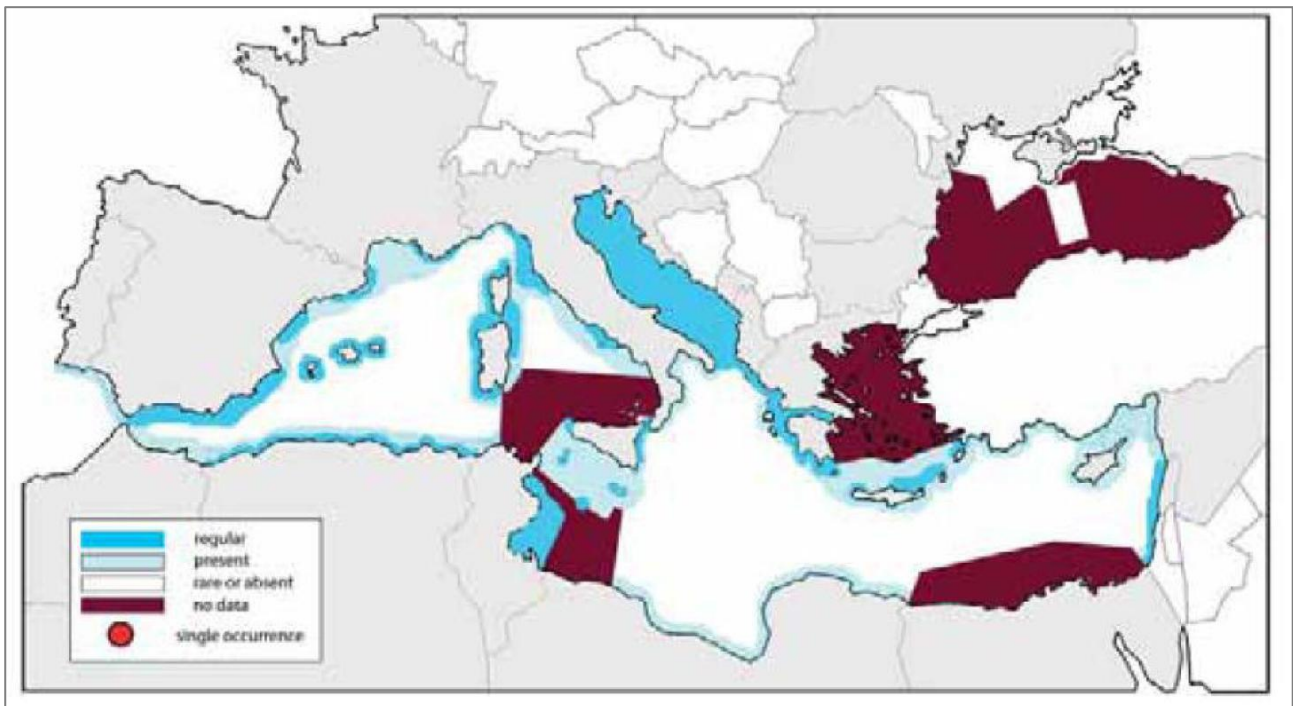 regular
present
rare or absent
no data
single occurrence